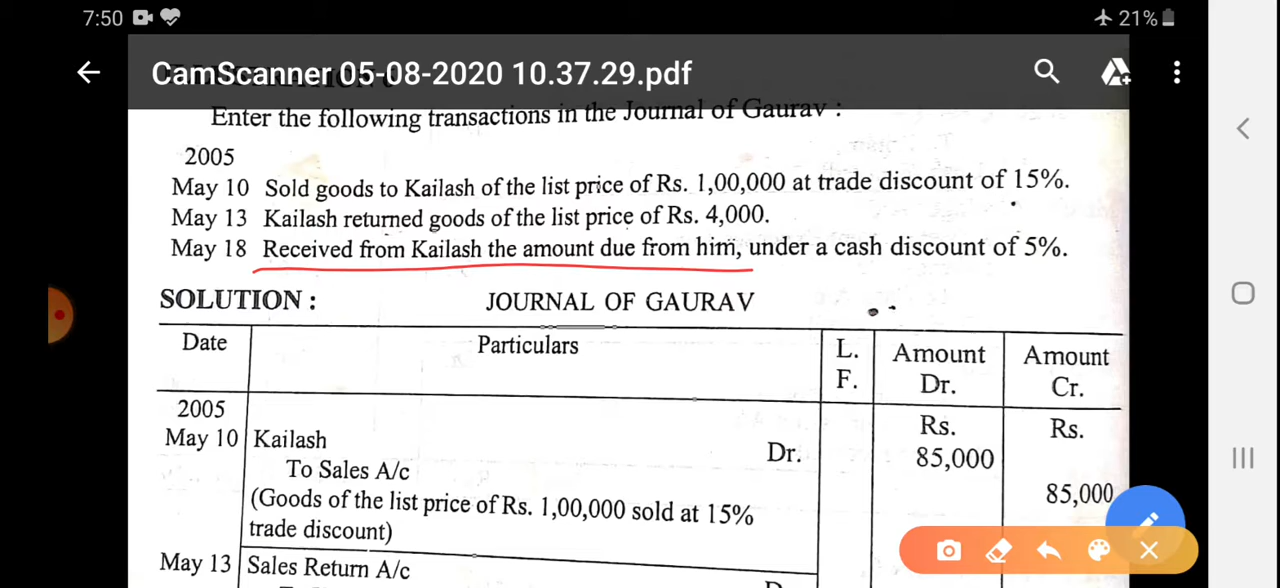 7:50
21%
CamScanner 05-08-2020 10.37.29.pdf
Enter the following transactions in the Journal of Gaurav :
2005
May 10 Sold goods to Kailash of the list price of Rs. 1,00,000 at trade discount of 15%.
May 13 Kailash returned goods of the list price of Rs. 4,000.
May 18 Received from Kailash the amount due from him, under a cash discount of 5%.
SOLUTION : JOURNAL OF GAURAV
Date Particulars L. F. Amount Dr. Amount Cr.
2005 Rs. Rs.
May 10 Kailash Dr. 85,000
To Sales A/c 85,000
(Goods of the list price of Rs. 1,00,000 sold at 15%
trade discount)
May 13 Sales Return A/c